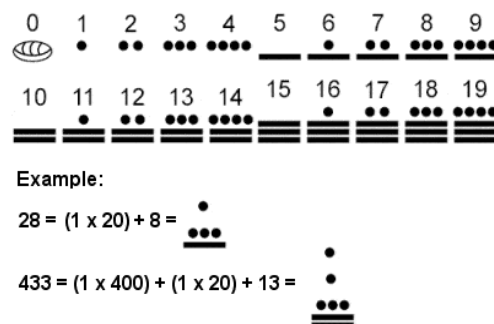 0 1 2 3 4 5 6 7 8 9
10 11 12 13 14 15 16 17 18 19
Example:
28 = (1 x 20) + 8 =
433 = (1 x 400) + (1 x 20) + 13 =